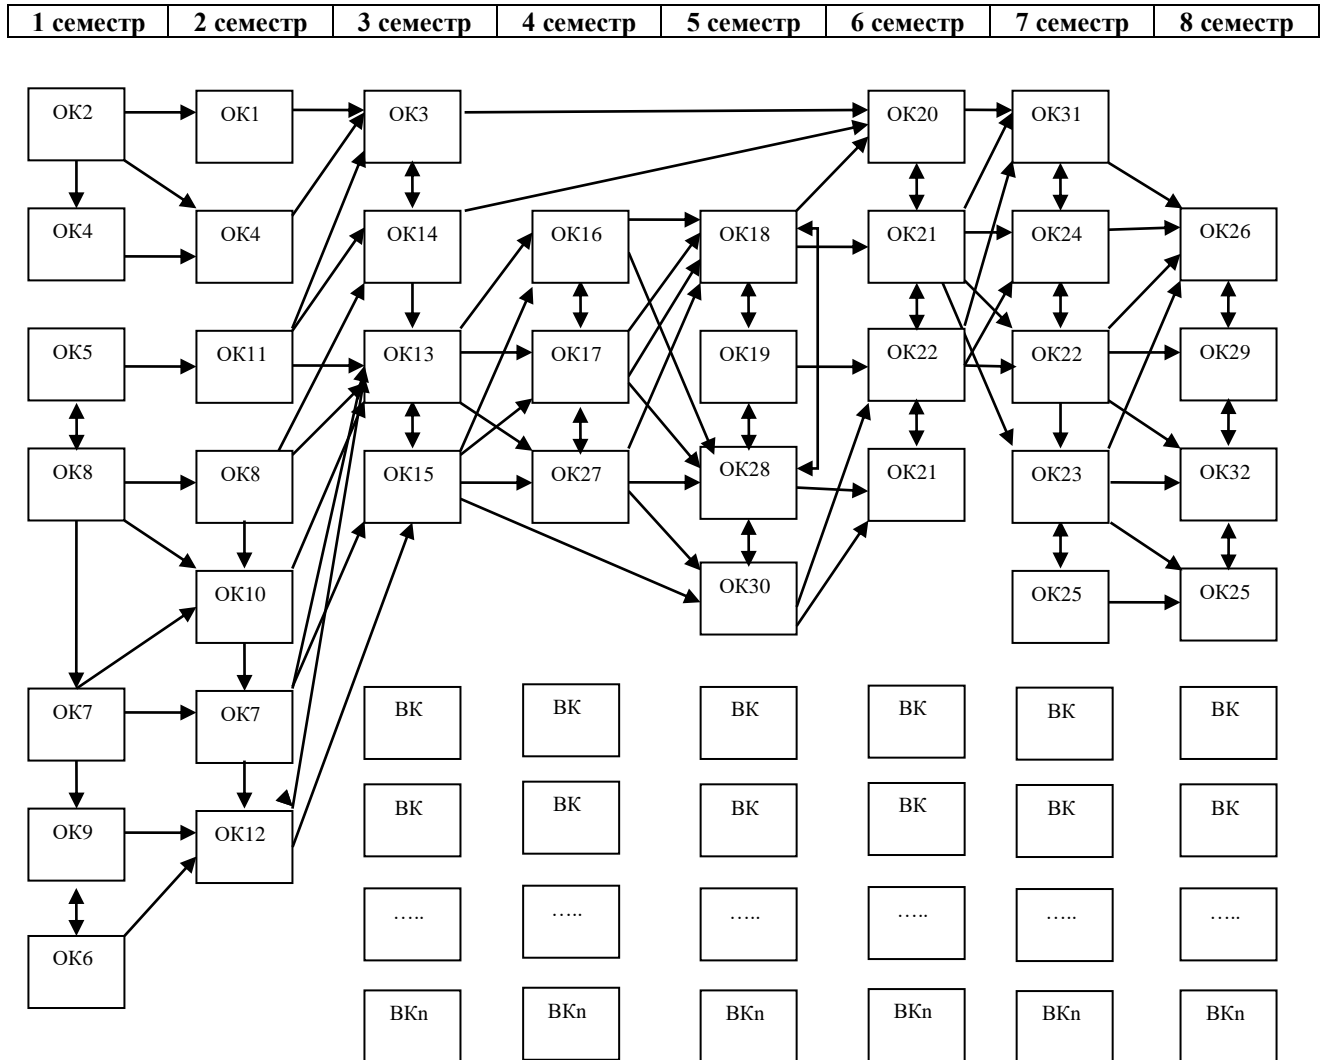 1 семестр 2 семестр 3 семестр 4 семестр 5 семестр 6 семестр 7 семестр 8 семестр
ОК2 ОК1 ОК3 ОК20 ОК31
ОК4 ОК4 ОК14 ОК16 ОК18 ОК21 ОК24 ОК26
ОК5 ОК11 ОК13 ОК17 ОК19 ОК22 ОК22 ОК29
ОК8 ОК8 ОК15 ОК27 ОК28 ОК21 ОК23 ОК32
ОК10 ОК30 ОК25 ОК25
ОК7 ОК7 ВК ВК ВК ВК ВК ВК
ОК9 ОК12 ВК ВК ВК ВК ВК ВК
ОК6 ….. ….. ….. ….. ….. …..
ВКn ВКn ВКn ВКn ВКn ВКn